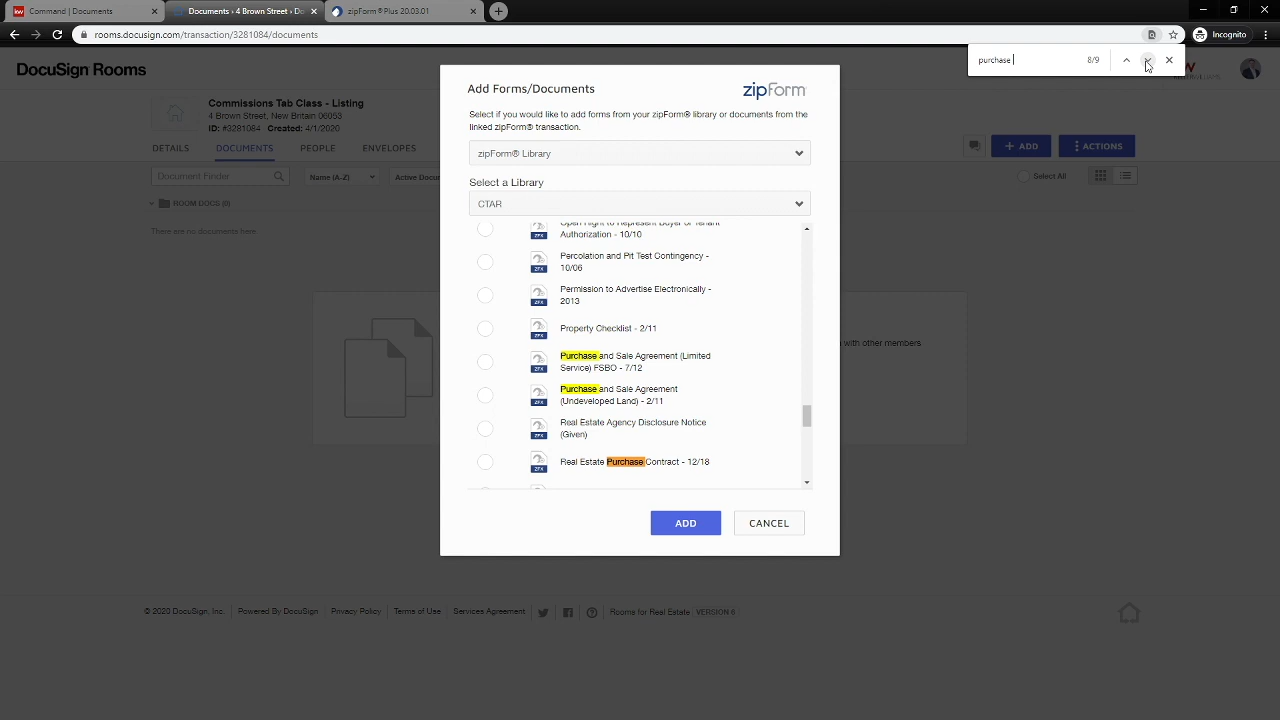 Command | Documents
Documents › 4 Brown Street › Do
zipForm® Plus 20.03.01
rooms.docusign.com/transaction/3281084/documents
Incognito
purchase
8/9
DocuSign Rooms
Commissions Tab Class - Listing
4 Brown Street, New Britain 06053
ID: #3281084 Created: 4/1/2020
DETAILS
DOCUMENTS
PEOPLE
ENVELOPES
+ ADD
ACTIONS
Document Finder
Name (A-Z)
Active Docu
Select All
ROOM DOCS (0)
There are no documents here
with other members
Add Forms/Documents
zipForm
Select if you would like to add forms from your zipForm® library or documents from the
linked zipForm® transaction.
zipForm® Library
Select a Library
CTAR
Open Right to Represent Buyer or Tenant
Authorization - 10/10
Percolation and Pit Test Contingency -
10/06
Permission to Advertise Electronically -
2013
Property Checklist - 2/11
Purchase and Sale Agreement (Limited
Service) FSBO - 7/12
Purchase and Sale Agreement
(Undeveloped Land) - 2/11
Real Estate Agency Disclosure Notice
(Given)
Real Estate Purchase Contract - 12/18
ZFX
ZFX
ZFX
ZFX
ZFX
ZFX
ZFX
ZFX
ADD
CANCEL
© 2020 DocuSign, Inc.
Powered By DocuSign
Privacy Policy
Terms of Use
Services Agreement
Rooms for Real Estate
VERSION 6